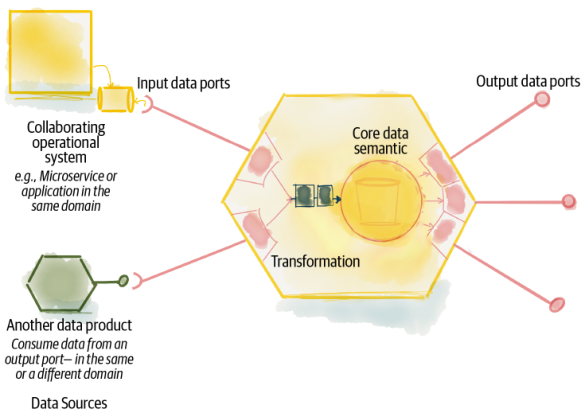 Input data ports
Collaborating
operational
system
e.g., Microservice or
application in the
same domain
Core data
semantic
Output data ports
Transformation
Another data product
Consume data from an
output port— in the same
or a different domain
Data Sources